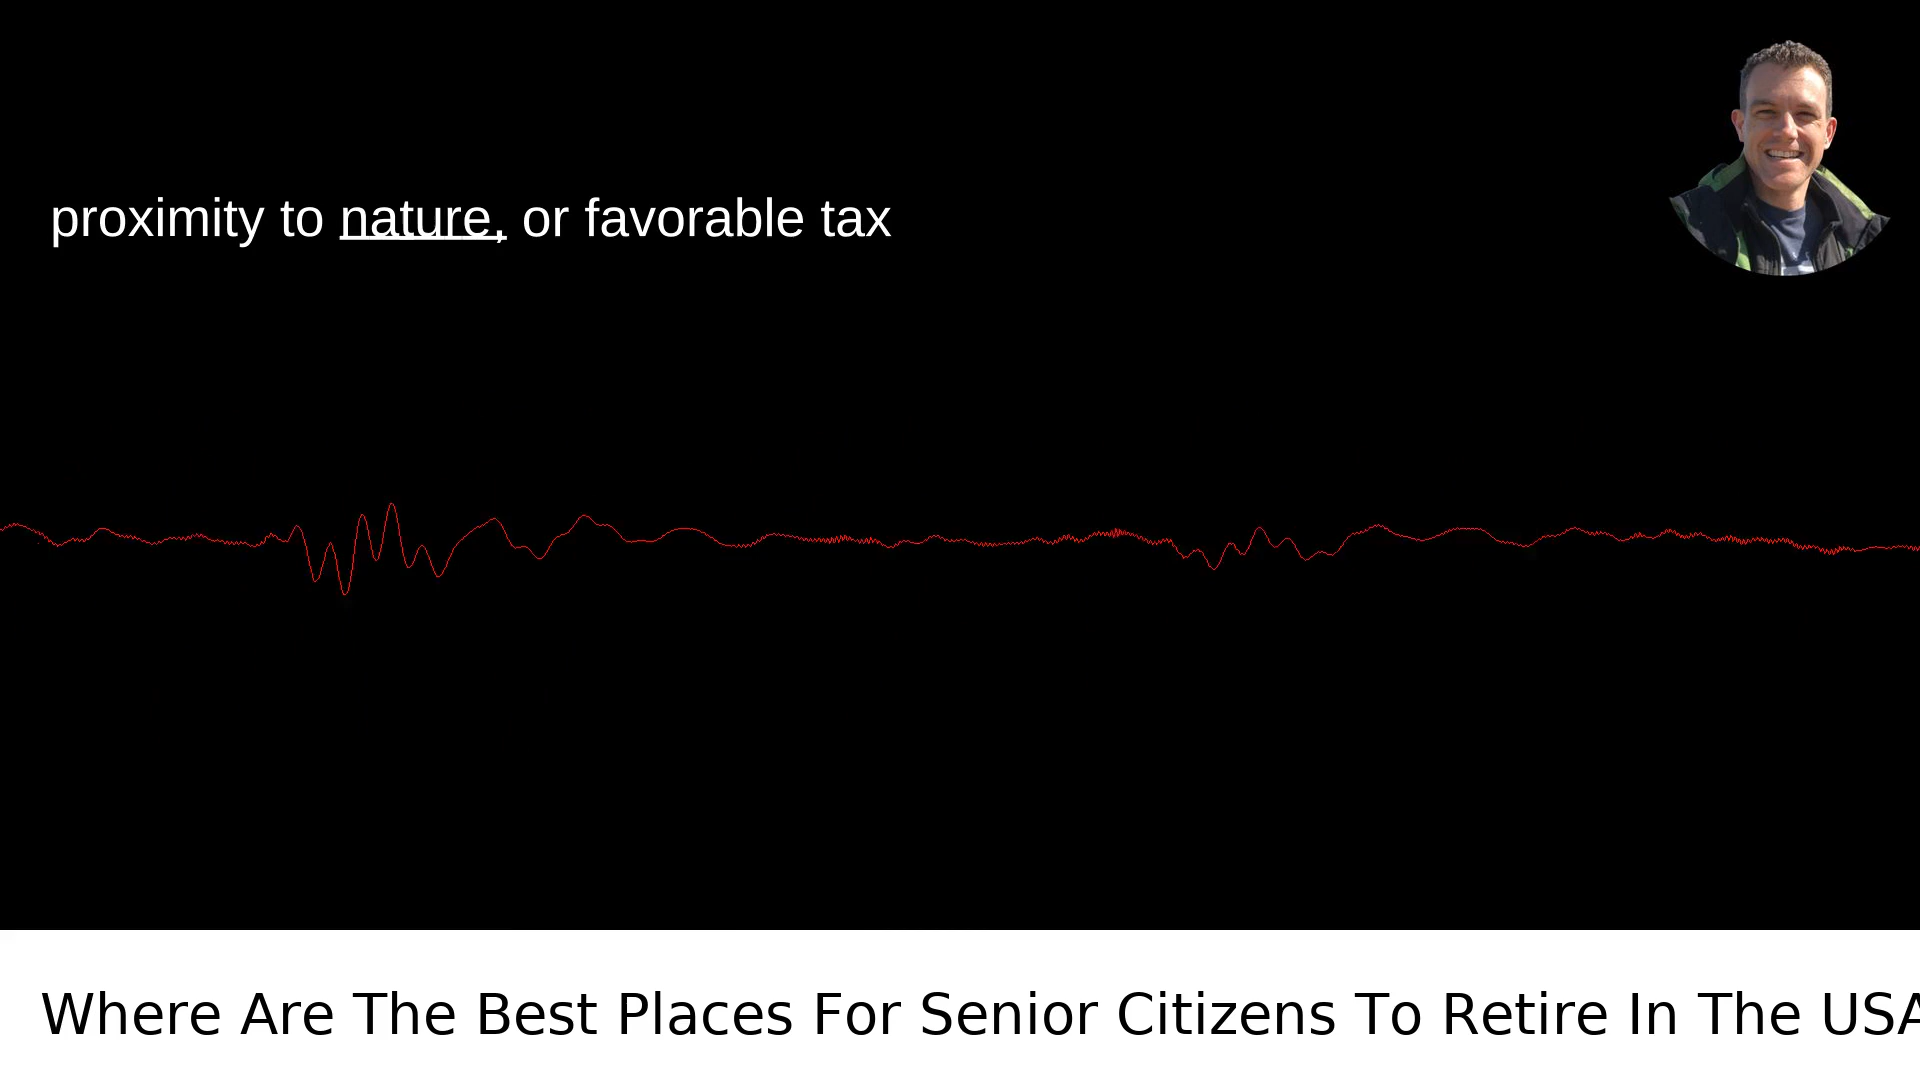 proximity to nature, or favorable tax
Where Are The Best Places For Senior Citizens To Retire In The USA